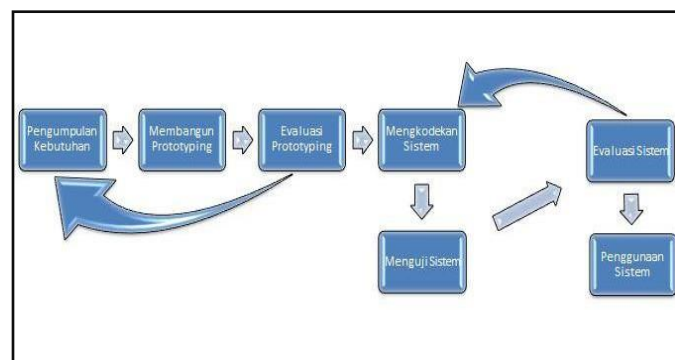 Pengumpulan
Kebutuhan
Membangun
Prototyping
Evaluasi
Prototyping
Mengkodekan
Sistem
Evaluasi Sistem
Menguji Sistem
Penggunaan
Sistem